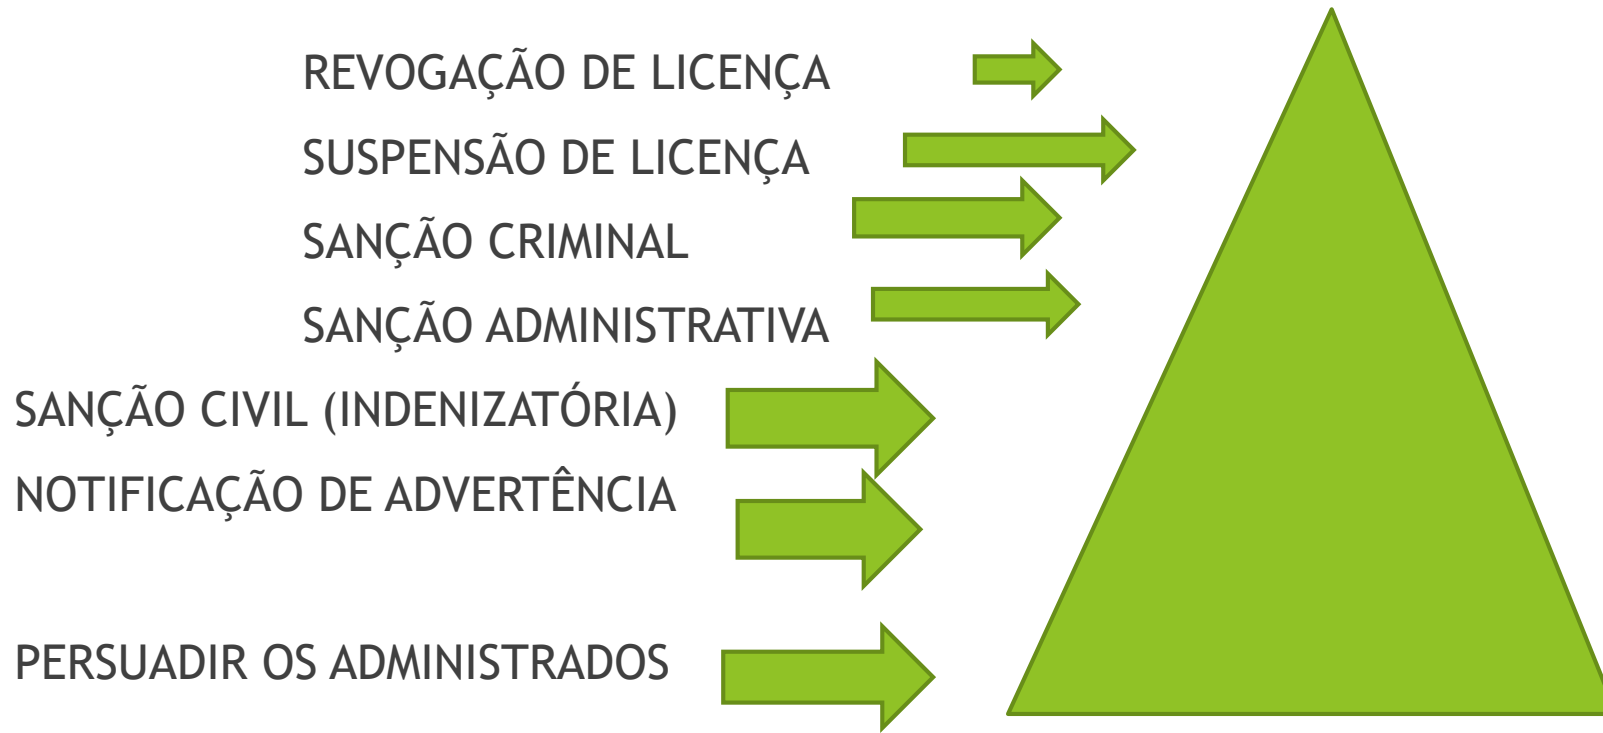 REVOGAÇÃO DE LICENÇA
SUSPENSÃO DE LICENÇA
SANÇÃO CRIMINAL
SANÇÃO ADMINISTRATIVA
SANÇÃO CIVIL (INDENIZATÓRIA)
NOTIFICAÇÃO DE ADVERTÊNCIA
PERSUADIR OS ADMINISTRADOS